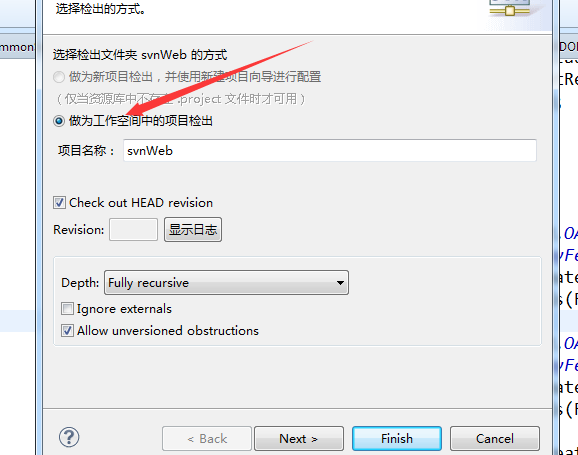 选择检出的方式。
mmon
DO
选择检出文件夹 svnWeb 的方式
做为新项目检出，并使用新建项目向导进行配置
（仅当资源库中不存在 .project 文件时才可用）
做为工作空间中的项目检出
项目名称： svnWeb
Check out HEAD revision
Revision: 显示日志
Depth: Fully recursive
Ignore externals
Allow unversioned obstructions
? < Back Next > Finish Cancel